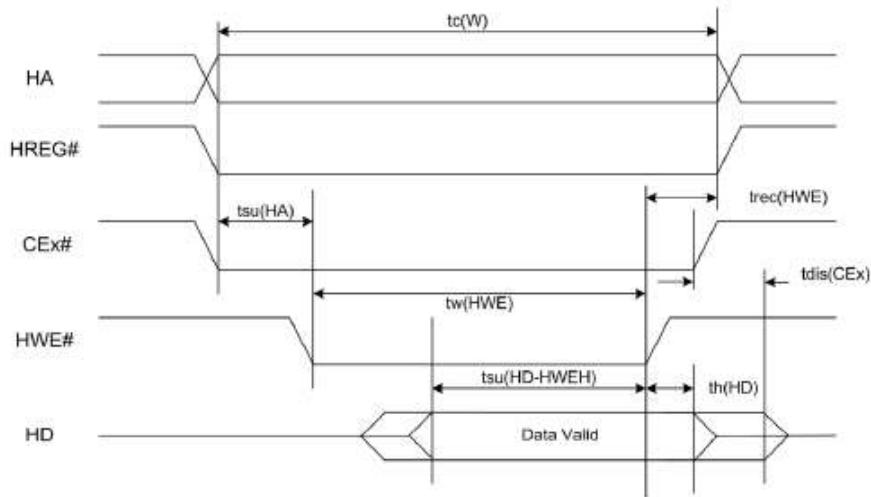 tc(W)
HA
HREG#
tsu(HA)
trec(HWE)
CEx#
tdis(CEx)
tw(HWE)
HWE#
tsu(HD-HWEH)
th(HD)
HD
Data Valid